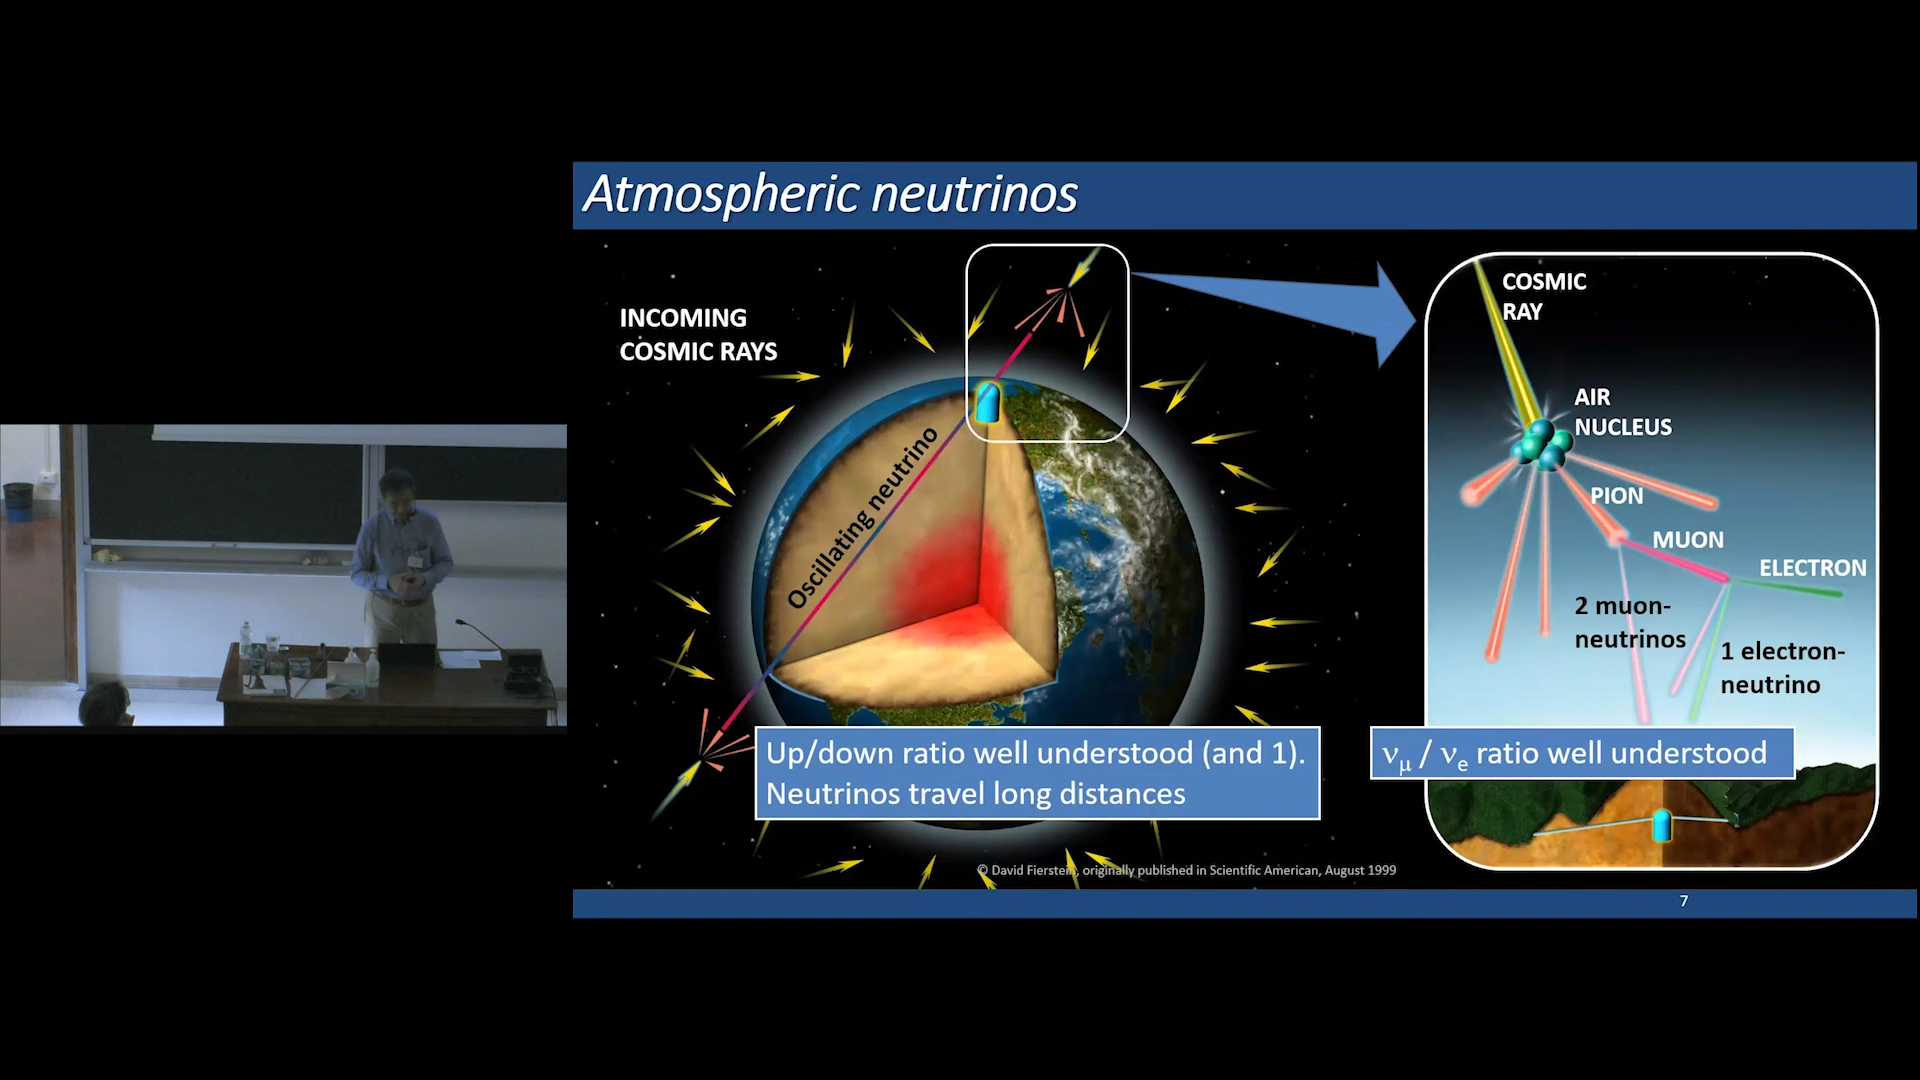 Atmospheric neutrinos
INCOMING
COSMIC RAYS
Oscillating neutrino
COSMIC
RAY
AIR
NUCLEUS
PION
MUON
ELECTRON
2 muon-
neutrinos
1 electron-
neutrino
Up/down ratio well understood (and 1).
Neutrinos travel long distances
νμ / νe ratio well understood
© David Fierstein, originally published in Scientific American, August 1999
7